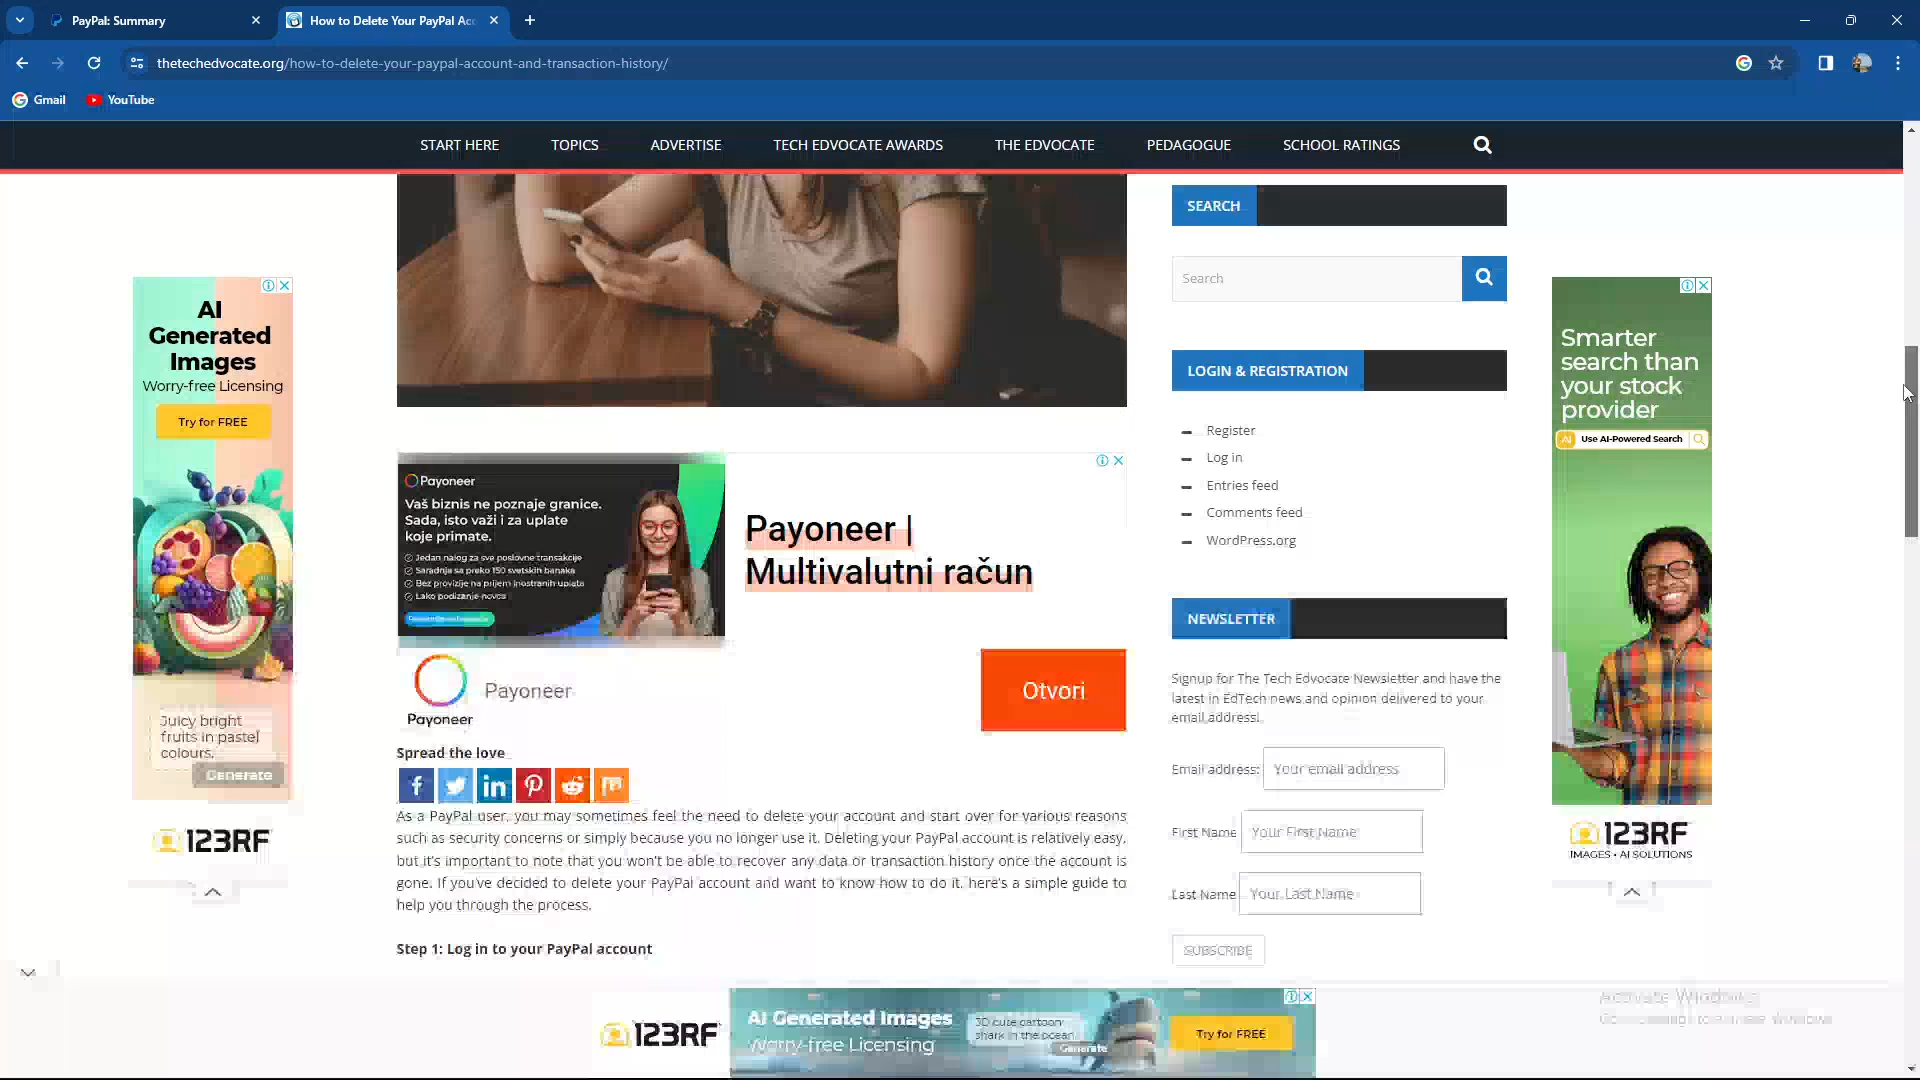 PayPal: Summary
How to Delete Your PayPal Acc
thetechedvocate.org/how-to-delete-your-paypal-account-and-transaction-history/
Gmail
YouTube
START HERE
TOPICS
ADVERTISE
TECH EDVOCATE AWARDS
THE EDVOCATE
PEDAGOGUE
SCHOOL RATINGS
AI
Generated
Images
Worry-free Licensing
Try for FREE
Juicy bright
fruits in pastel
colours.
Generate
123RF
Payoneer
Vaš biznis ne poznaje granice.
Sada, isto važi i za uplate
koje primate.
Jedan nalog za sve poslovne transakcije
Saradnja sa preko 150 svetskih banaka
Bez provizije na prijem inostranih uplata
Lako podizanje novca
Payoneer |
Multivalutni račun
Payoneer
Payoneer
Otvori
Spread the love
As a PayPal user, you may sometimes feel the need to delete your account and start over for various reasons
such as security concerns or simply because you no longer use it. Deleting your PayPal account is relatively easy,
but it's important to note that you won't be able to recover any data or transaction history once the account is
gone. If you've decided to delete your PayPal account and want to know how to do it, here's a simple guide to
help you through the process.
Step 1: Log in to your PayPal account
SEARCH
Search
LOGIN & REGISTRATION
Register
Log in
Entries feed
Comments feed
WordPress.org
NEWSLETTER
Signup for The Tech Edvocate Newsletter and have the
latest in EdTech news and opinion delivered to your
email address!
Email address: Your email address
First Name Your First Name
Last Name Your Last Name
SUBSCRIBE
Smarter
search than
your stock
provider
AI Use AI-Powered Search
123RF
IMAGES • AI SOLUTIONS
123RF
AI Generated Images
Worry-free Licensing
3D cute cartoon
shark in the ocean
Generate
Try for FREE
Activate Windows